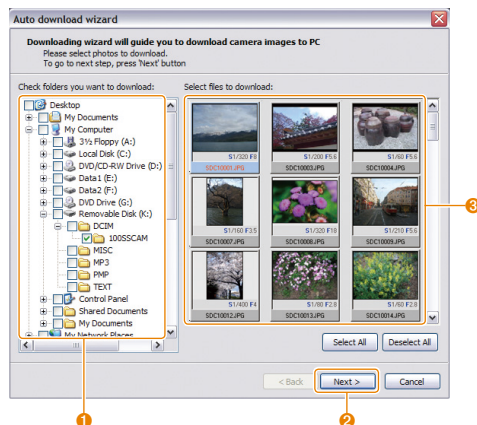 Auto download wizard
Downloading wizard will guide you to download camera images to PC
Please select photos to download.
To go to next step, press 'Next' button
Check folders you want to download:
Select files to download:
Desktop
My Documents
My Computer
3½ Floppy (A:)
Local Disk (C:)
DVD/CD-RW Drive (D:)
Data1 (E:)
Data2 (F:)
DVD Drive (G:)
Removable Disk (K:)
DCIM
100SSCAM
MISC
MP3
PMP
TEXT
Control Panel
Shared Documents
My Documents
My Network Places
S1/320 F8
S1/200 F5.6
S1/60 F5.6
SDC10001.JPG
SDC10003.JPG
SDC10004.JPG
S1/160 F3.5
S1/320 F18
S1/210 F5.6
SDC10007.JPG
SDC10008.JPG
SDC10009.JPG
S1/400 F4
S1/80 F2.8
S1/60 F2.8
SDC10012.JPG
SDC10013.JPG
SDC10014.JPG
3
Select All
Deselect All
< Back
Next >
Cancel
1
2